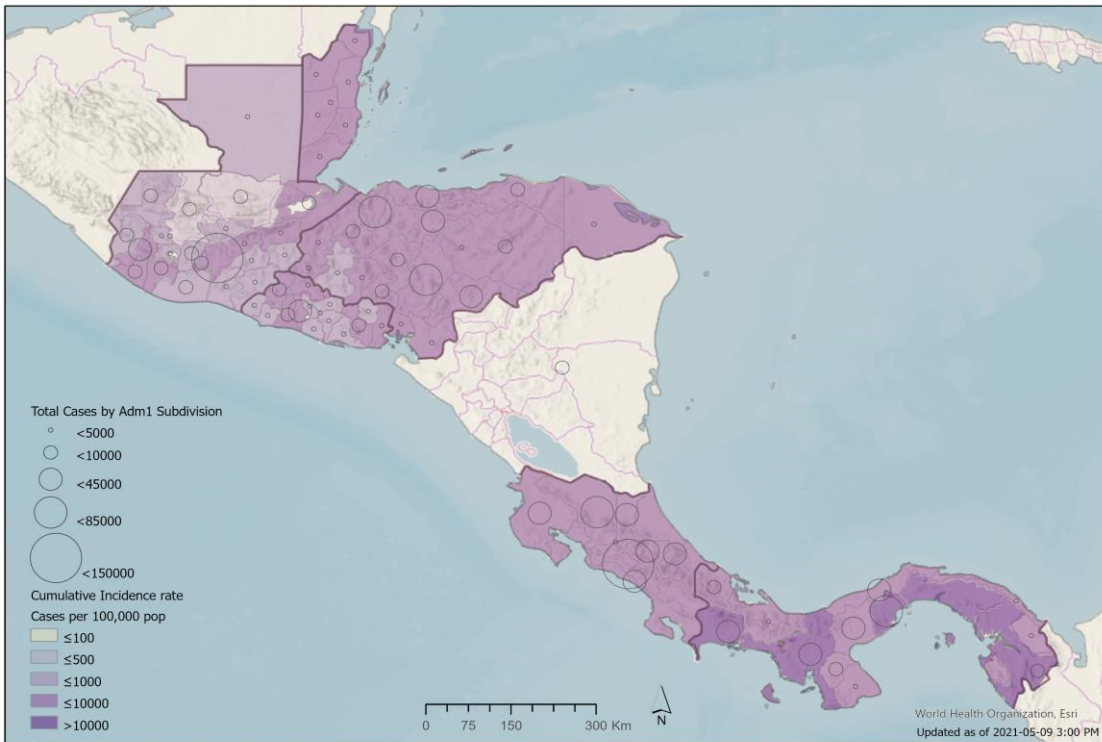 Total Cases by Adm1 Subdivision
<5000
<10000
<45000
<85000
<150000
Cumulative Incidence rate
Cases per 100,000 pop
≤100
≤500
≤1000
≤10000
>10000
0 75 150 300 Km
N
World Health Organization, Esri
Updated as of 2021-05-09 3:00 PM